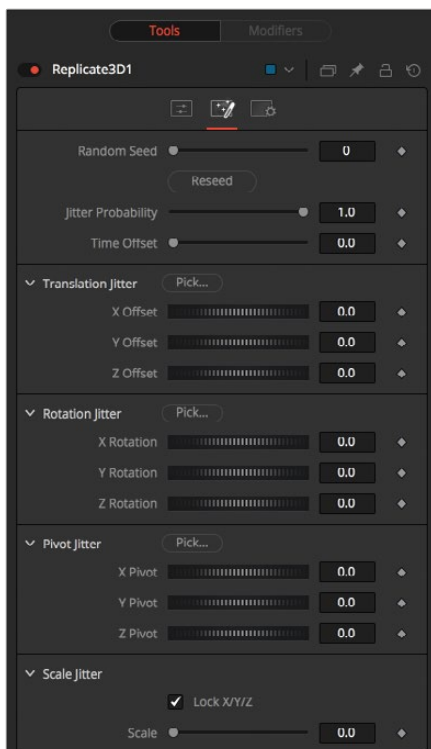 Tools Modifiers
Replicate3D1
Random Seed 0
Reseed
Jitter Probability 1.0
Time Offset 0.0
Translation Jitter Pick...
X Offset 0.0
Y Offset 0.0
Z Offset 0.0
Rotation Jitter Pick...
X Rotation 0.0
Y Rotation 0.0
Z Rotation 0.0
Pivot Jitter Pick...
X Pivot 0.0
Y Pivot 0.0
Z Pivot 0.0
Scale Jitter
Lock X/Y/Z
Scale 0.0